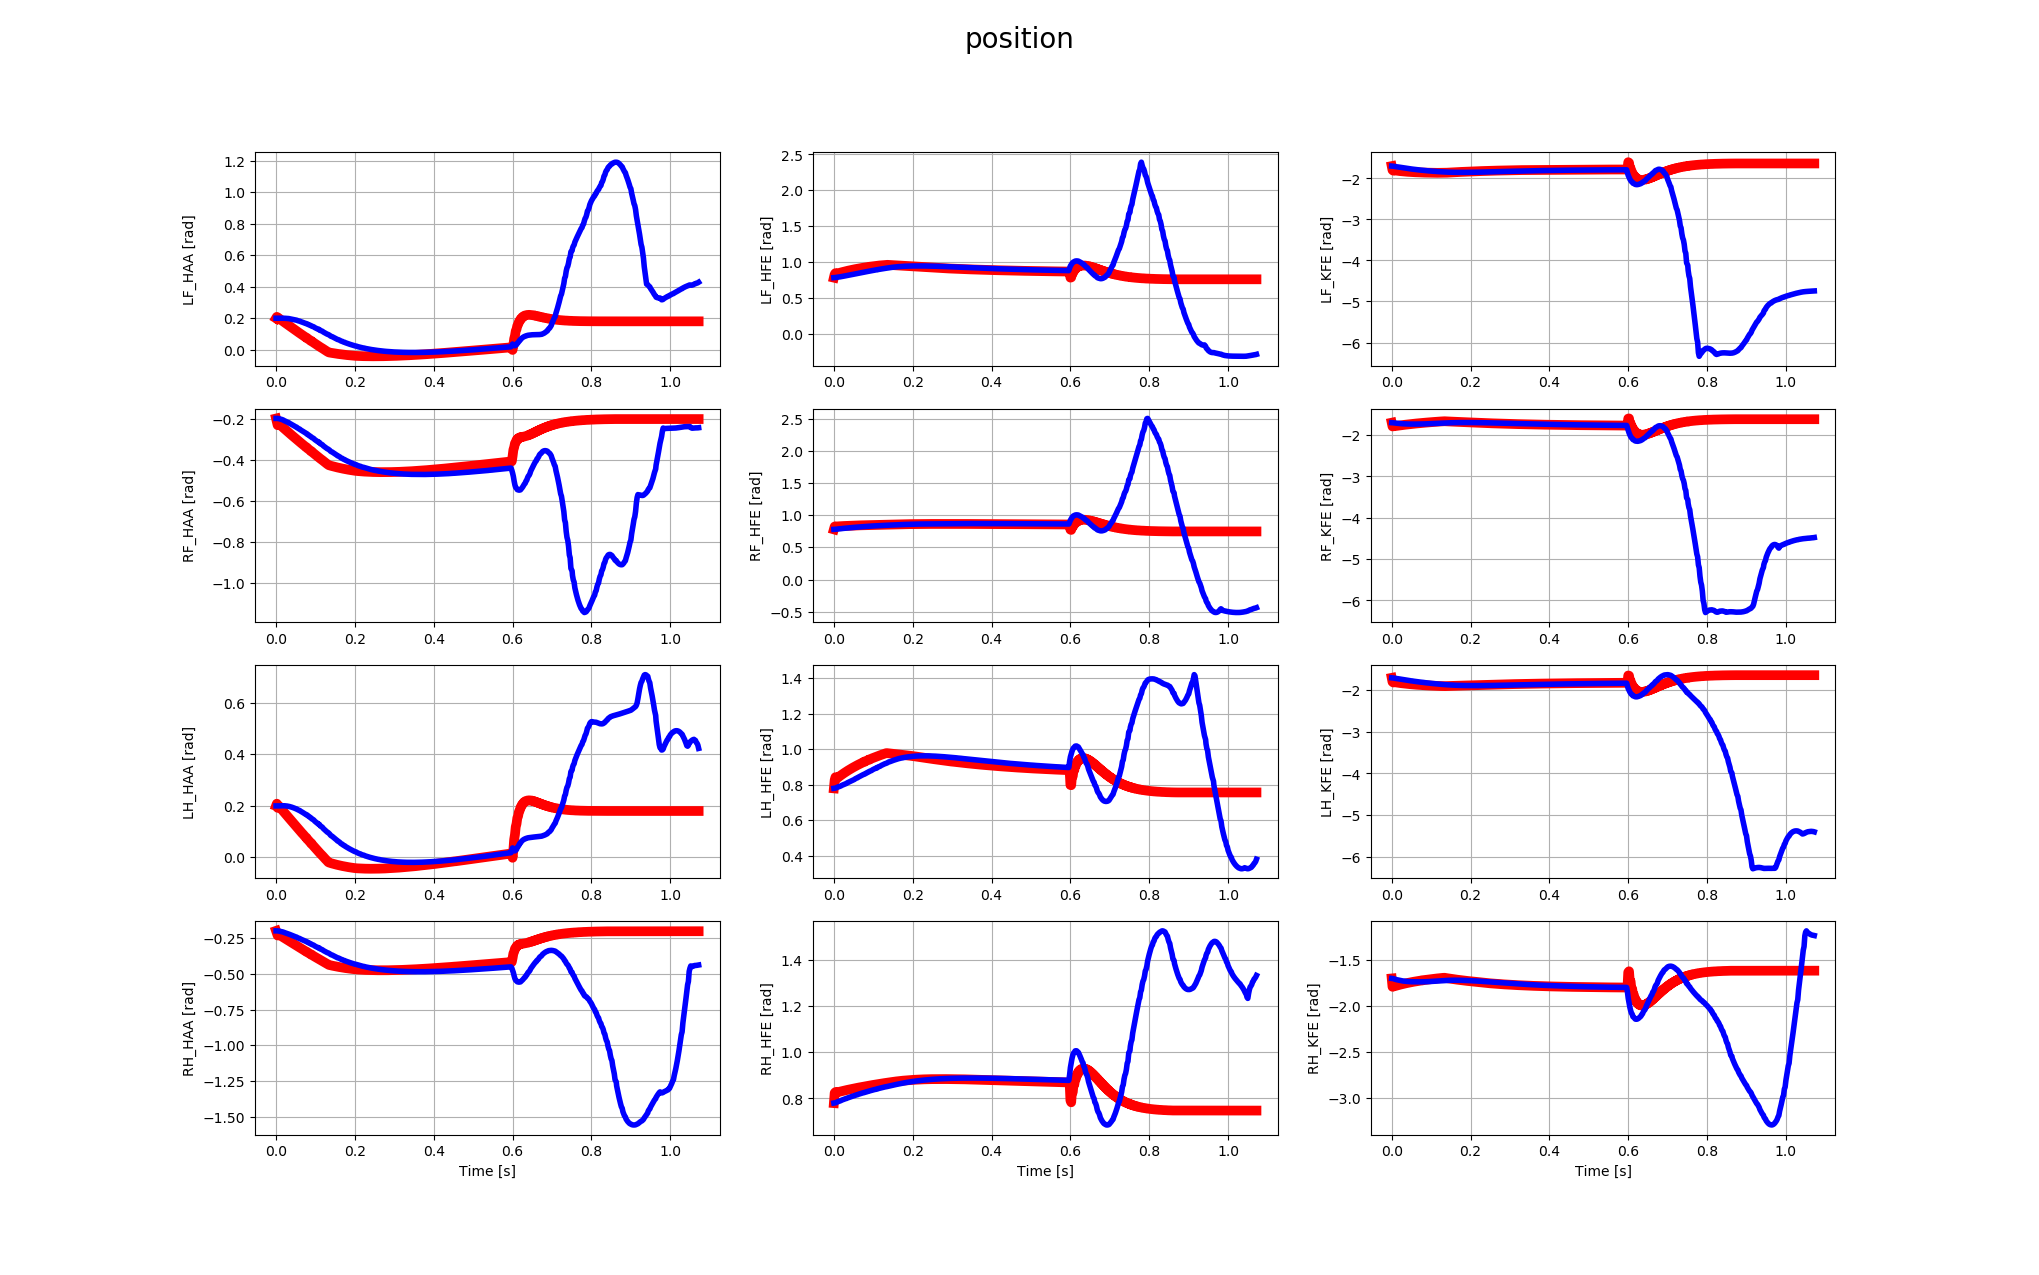 position
LF_HAA [rad]
1.2
1.0
0.8
0.6
0.4
0.2
0.0
0.0 0.2 0.4 0.6 0.8 1.0
LF_HFE [rad]
2.5
2.0
1.5
1.0
0.5
0.0
0.0 0.2 0.4 0.6 0.8 1.0
LF_KFE [rad]
−2
−3
−4
−5
−6
0.0 0.2 0.4 0.6 0.8 1.0
RF_HAA [rad]
−0.2
−0.4
−0.6
−0.8
−1.0
0.0 0.2 0.4 0.6 0.8 1.0
RF_HFE [rad]
2.5
2.0
1.5
1.0
0.5
0.0
−0.5
0.0 0.2 0.4 0.6 0.8 1.0
RF_KFE [rad]
−2
−3
−4
−5
−6
0.0 0.2 0.4 0.6 0.8 1.0
LH_HAA [rad]
0.6
0.4
0.2
0.0
0.0 0.2 0.4 0.6 0.8 1.0
LH_HFE [rad]
1.4
1.2
1.0
0.8
0.6
0.4
0.0 0.2 0.4 0.6 0.8 1.0
LH_KFE [rad]
−2
−3
−4
−5
−6
0.0 0.2 0.4 0.6 0.8 1.0
RH_HAA [rad]
−0.25
−0.50
−0.75
−1.00
−1.25
−1.50
0.0 0.2 0.4 0.6 0.8 1.0
Time [s]
RH_HFE [rad]
1.4
1.2
1.0
0.8
0.0 0.2 0.4 0.6 0.8 1.0
Time [s]
RH_KFE [rad]
−1.5
−2.0
−2.5
−3.0
0.0 0.2 0.4 0.6 0.8 1.0
Time [s]